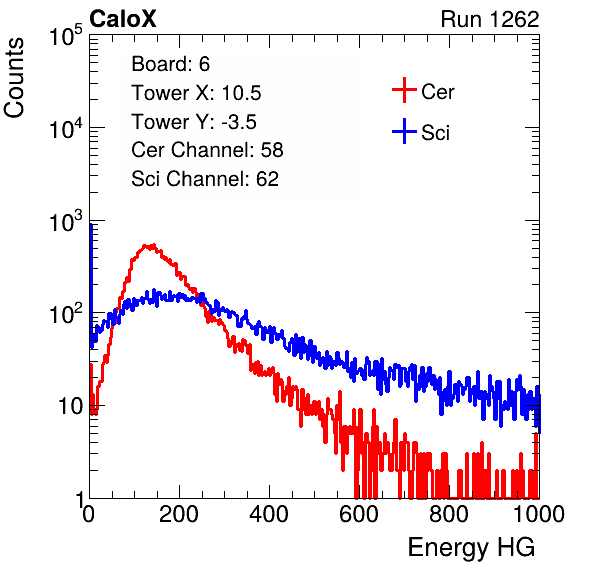 CaloX Run 1262
Counts
10^5
10^4
10^3
10^2
10
1
Board: 6
Tower X: 10.5
Tower Y: -3.5
Cer Channel: 58
Sci Channel: 62
Cer
Sci
0 200 400 600 800 1000
Energy HG